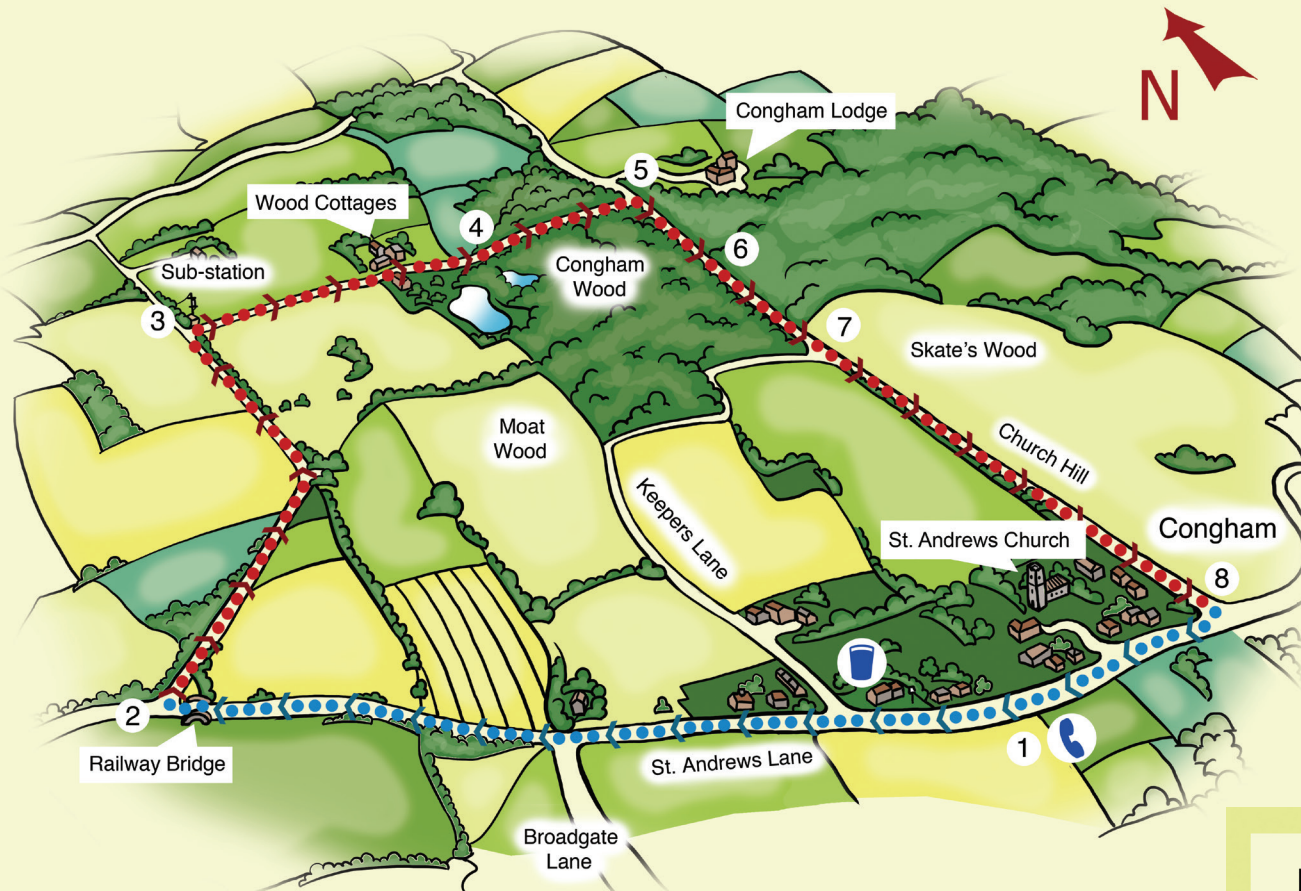 N
Congham Lodge
5
Wood Cottages
4
6
Sub-station
Congham
Wood
3
7
Skate's Wood
Moat
Wood
Church Hill
Keepers Lane
Congham
St. Andrews Church
8
2
Railway Bridge
1
St. Andrews Lane
Broadgate
Lane